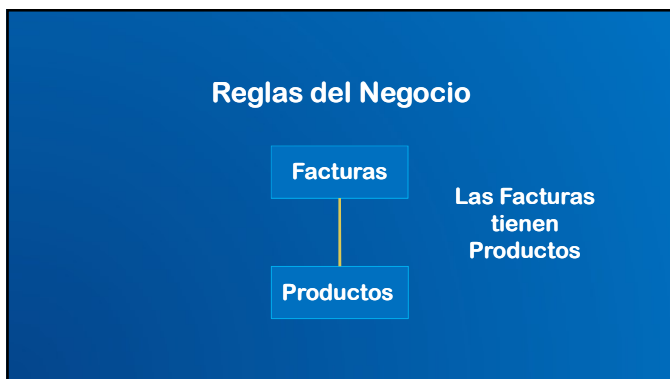 Reglas del Negocio
Facturas
Las Facturas
tienen
Productos
Productos